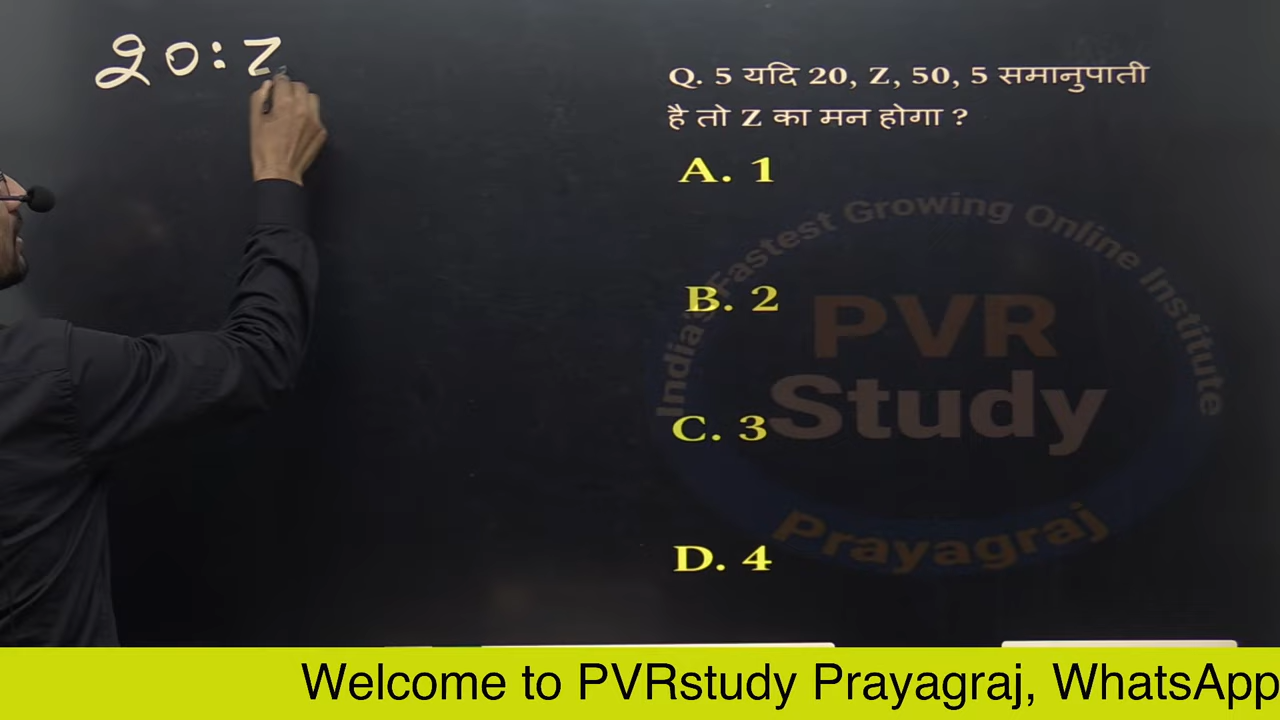 20:Z
Q. 5 यदि 20, Z, 50, 5 समानुपाती
है तो Z का मन होगा ?
A. 1
B. 2
C. 3
D. 4
India's Fastest Growing Online Institute
PVR
Study
Prayagraj
Welcome to PVRstudy Prayagraj, WhatsApp